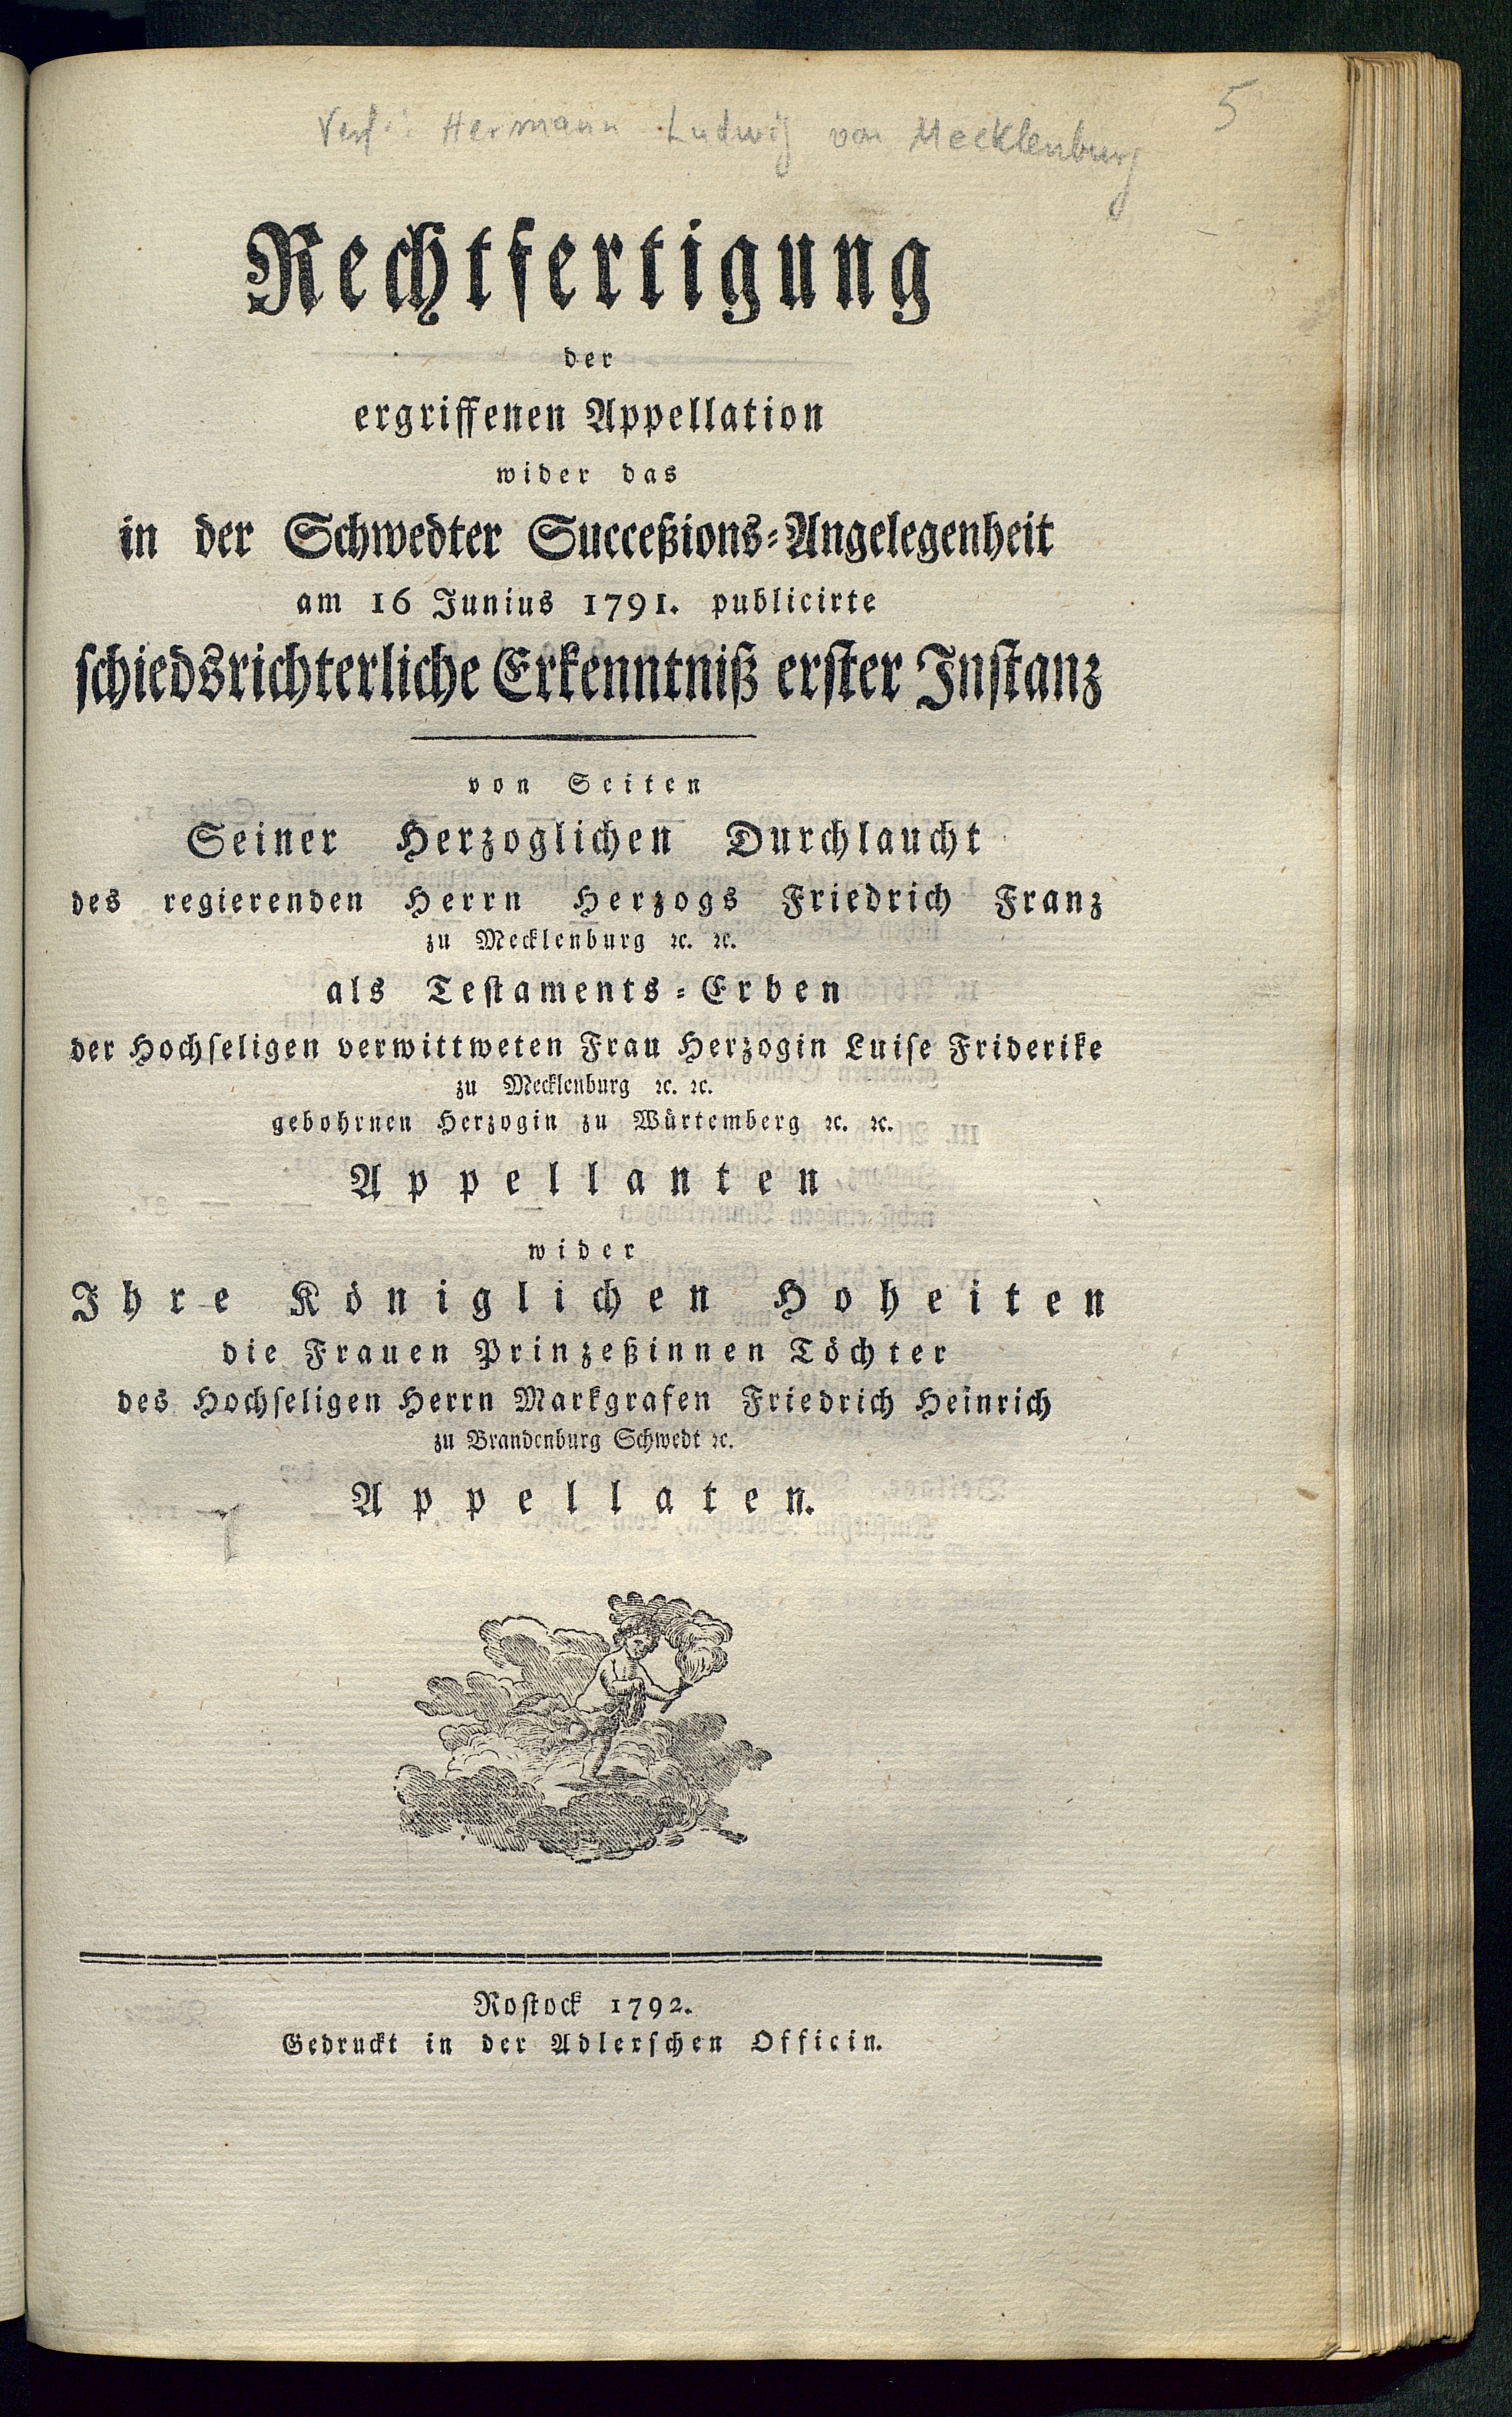 Verf.: Hermann Ludwig von Mecklenburg
5
Rechtfertigung
der
ergriffenen Appellation
wider das
in der Schwedter Succeßions-Angelegenheit
am 16 Junius 1791. publicirte
schiedsrichterliche Erkenntniß erster Instanz
von Seiten
Seiner Herzoglichen Durchlaucht
des regierenden Herrn Herzogs Friedrich Franz
zu Mecklenburg ꝛc. ꝛc.
als Testaments-Erben
der Hochseligen verwittweten Frau Herzogin Luise Friderike
zu Mecklenburg ꝛc. ꝛc.
gebohrnen Herzogin zu Würtemberg ꝛc. ꝛc.
Appellanten
wider
Ihre Königlichen Hoheiten
die Frauen Prinzeßinnen Töchter
des Hochseligen Herrn Markgrafen Friedrich Heinrich
zu Brandenburg Schwedt ꝛc.
Appellaten.
Rostock 1792.
Gedruckt in der Adlerschen Officin.